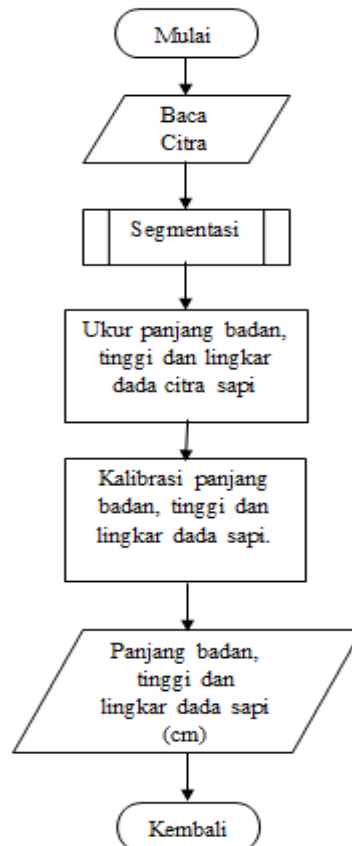 Mulai
Baca
Citra
Segmentasi
Ukur panjang badan,
tinggi dan lingkar
dada citra sapi
Kalibrasi panjang
badan, tinggi dan
lingkar dada sapi.
Panjang badan,
tinggi dan
lingkar dada sapi
(cm)
Kembali